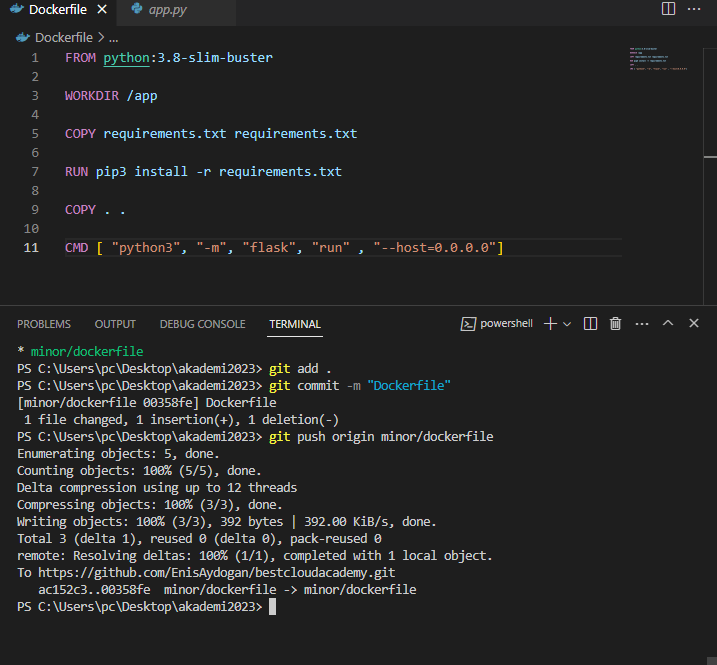 Dockerfile
app.py
Dockerfile > ...
1 FROM python:3.8-slim-buster
2
3 WORKDIR /app
4
5 COPY requirements.txt requirements.txt
6
7 RUN pip3 install -r requirements.txt
8
9 COPY . .
10
11 CMD [ "python3", "-m", "flask", "run" , "--host=0.0.0.0"]
PROBLEMS OUTPUT DEBUG CONSOLE TERMINAL powershell
* minor/dockerfile
PS C:\Users\pc\Desktop\akademi2023> git add .
PS C:\Users\pc\Desktop\akademi2023> git commit -m "Dockerfile"
[minor/dockerfile 00358fe] Dockerfile
 1 file changed, 1 insertion(+), 1 deletion(-)
PS C:\Users\pc\Desktop\akademi2023> git push origin minor/dockerfile
Enumerating objects: 5, done.
Counting objects: 100% (5/5), done.
Delta compression using up to 12 threads
Compressing objects: 100% (3/3), done.
Writing objects: 100% (3/3), 392 bytes | 392.00 KiB/s, done.
Total 3 (delta 1), reused 0 (delta 0), pack-reused 0
remote: Resolving deltas: 100% (1/1), completed with 1 local object.
To https://github.com/EnisAydogan/bestcloudacademy.git
   ac152c3..00358fe  minor/dockerfile -> minor/dockerfile
PS C:\Users\pc\Desktop\akademi2023>